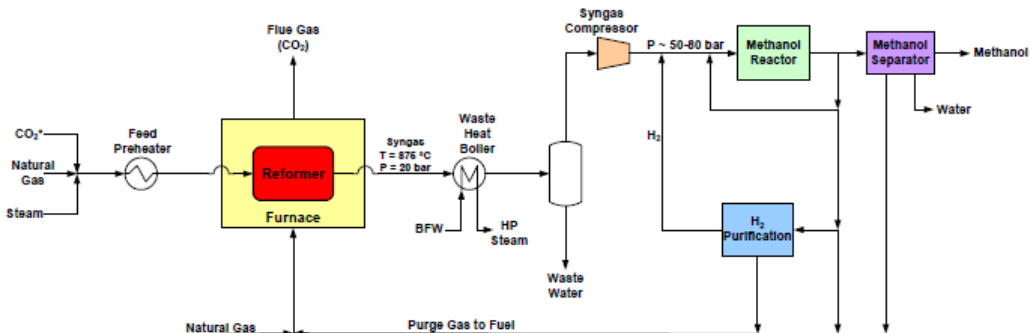 Flue Gas
(CO₂)
Syngas
Compressor
P ~ 50-80 bar
Methanol
Reactor
Methanol
Separator
Methanol
Water
CO₂*
Natural
Gas
Steam
Feed
Preheater
Reformer
Furnace
Syngas
T = 876 ºC
P = 20 bar
Waste
Heat
Boiler
BFW
HP
Steam
H₂
Waste
Water
H₂
Purification
Natural Gas
Purge Gas to Fuel